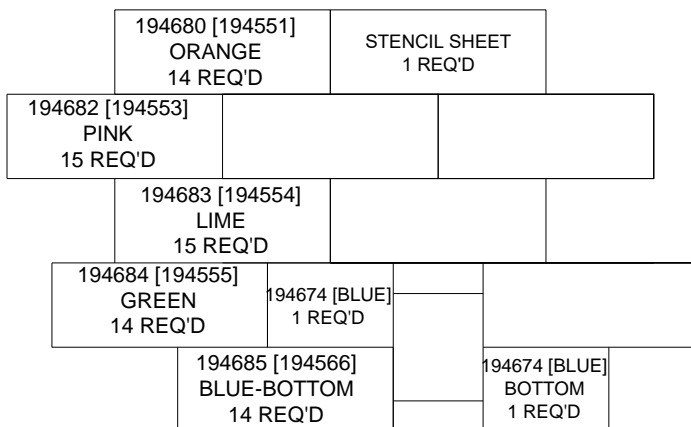 194680 [194551]
ORANGE
14 REQ'D
STENCIL SHEET
1 REQ'D
194682 [194553]
PINK
15 REQ'D
194683 [194554]
LIME
15 REQ'D
194684 [194555]
GREEN
14 REQ'D
194674 [BLUE]
1 REQ'D
194685 [194566]
BLUE-BOTTOM
14 REQ'D
194674 [BLUE]
BOTTOM
1 REQ'D